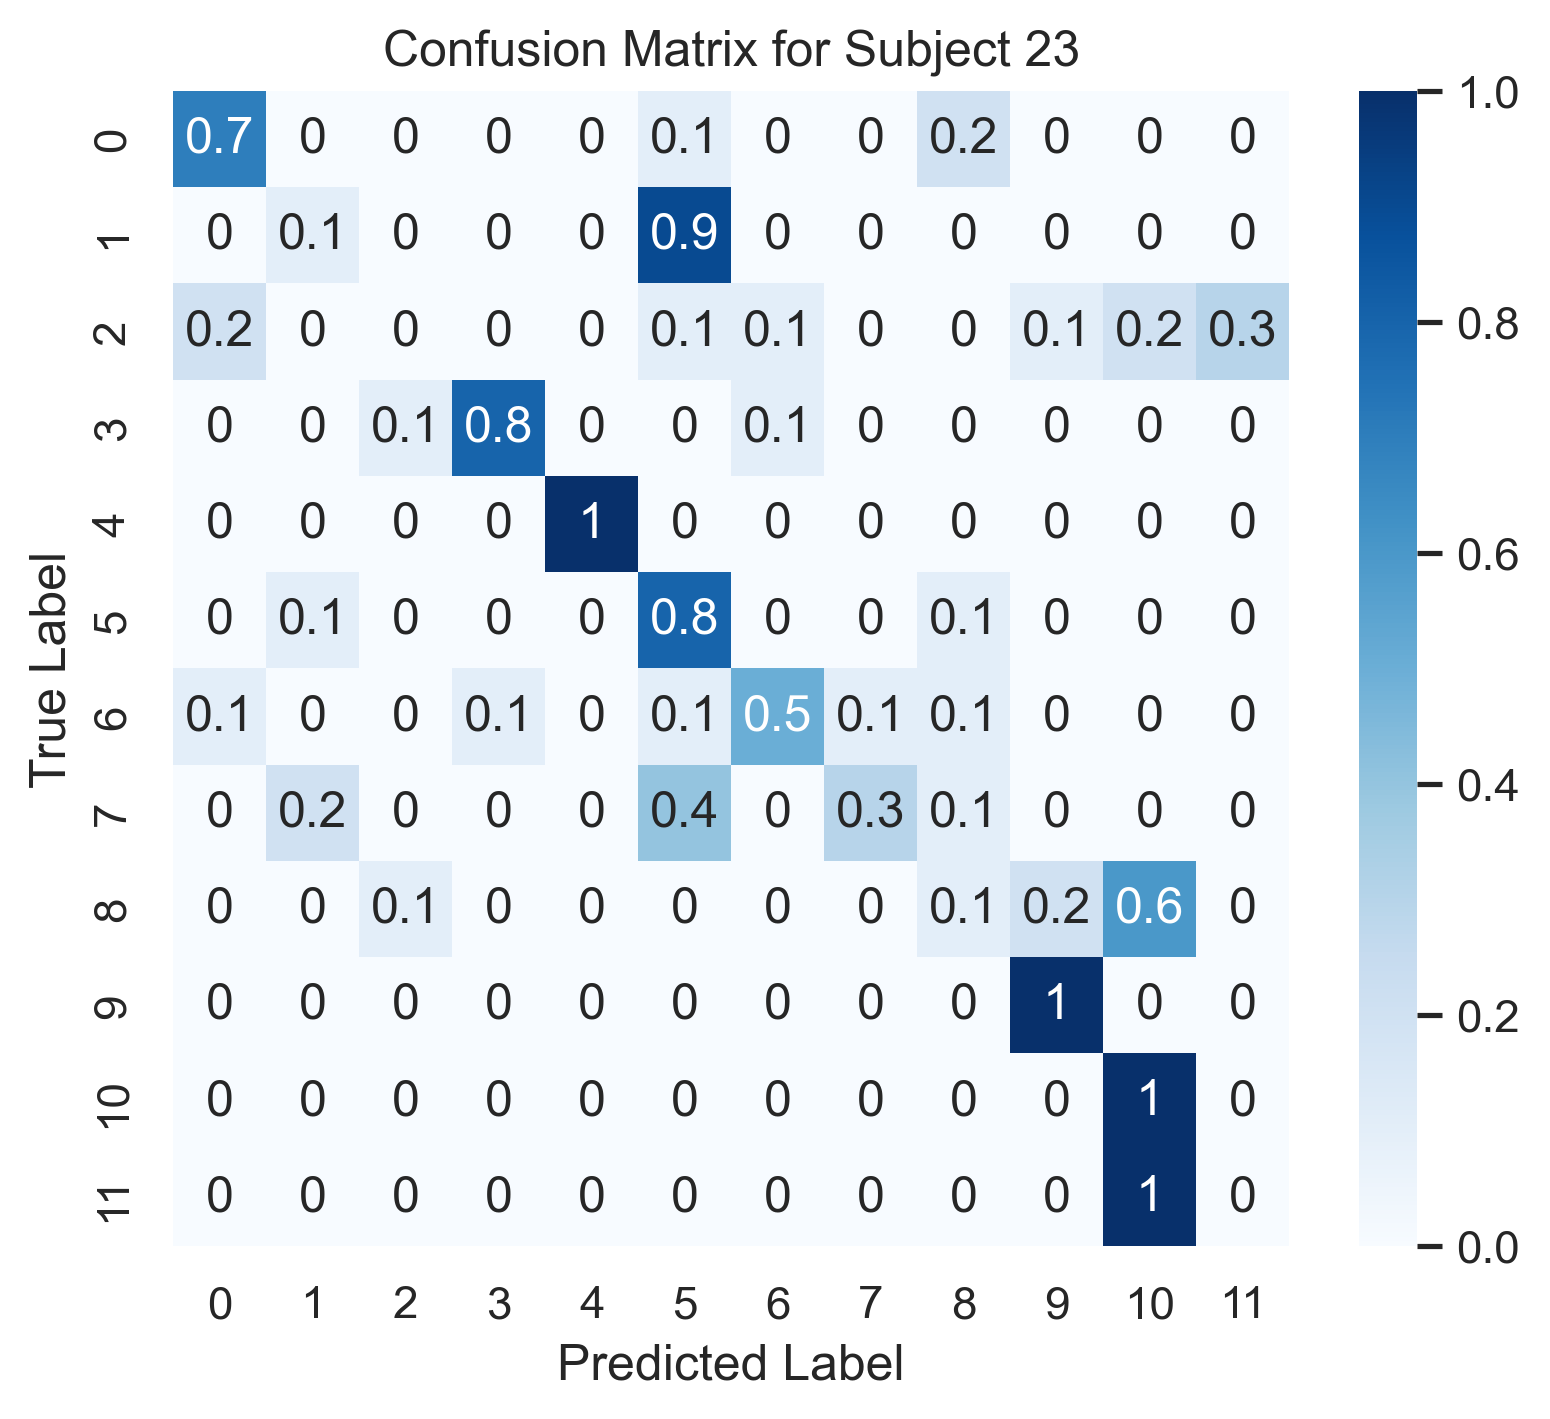 Confusion Matrix for Subject 23
0 0.7 0 0 0 0 0.1 0 0 0.2 0 0 0
1 0 0.1 0 0 0 0.9 0 0 0 0 0 0
2 0.2 0 0 0 0 0.1 0.1 0 0 0.1 0.2 0.3
3 0 0 0.1 0.8 0 0 0.1 0 0 0 0 0
4 0 0 0 0 1 0 0 0 0 0 0 0
5 0 0.1 0 0 0 0.8 0 0 0.1 0 0 0
6 0.1 0 0 0.1 0 0.1 0.5 0.1 0.1 0 0 0
7 0 0.2 0 0 0 0.4 0 0.3 0.1 0 0 0
8 0 0 0.1 0 0 0 0 0 0.1 0.2 0.6 0
9 0 0 0 0 0 0 0 0 0 1 0 0
10 0 0 0 0 0 0 0 0 0 0 1 0
11 0 0 0 0 0 0 0 0 0 0 1 0
0 1 2 3 4 5 6 7 8 9 10 11
Predicted Label
True Label
1.0
0.8
0.6
0.4
0.2
0.0